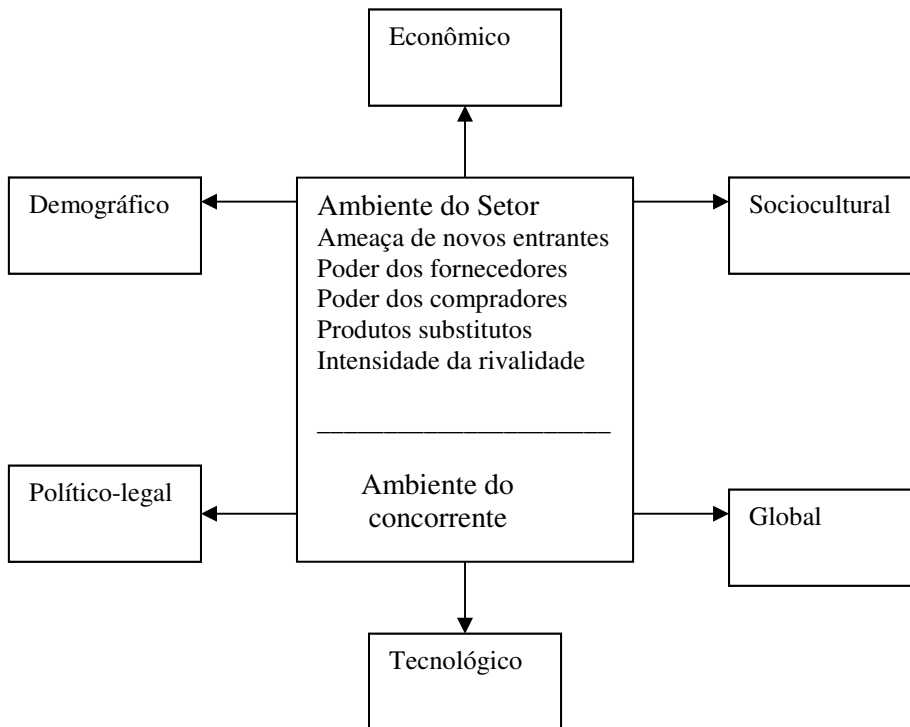 Econômico
Demográfico
Ambiente do Setor
Ameaça de novos entrantes
Poder dos fornecedores
Poder dos compradores
Produtos substitutos
Intensidade da rivalidade
Sociocultural
Político-legal
Ambiente do
concorrente
Global
Tecnológico